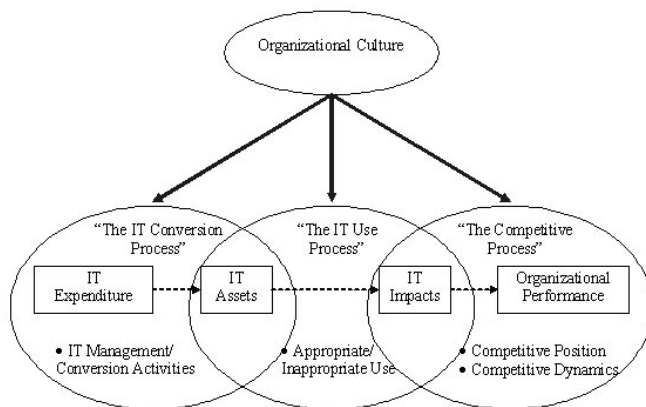 Organizational Culture
“The IT Conversion
Process”
“The IT Use
Process”
“The Competitive
Process”
IT
Expenditure
IT
Assets
IT
Impacts
Organizational
Performance
• IT Management/
Conversion Activities
• Appropriate/
Inappropriate Use
• Competitive Position
• Competitive Dynamics